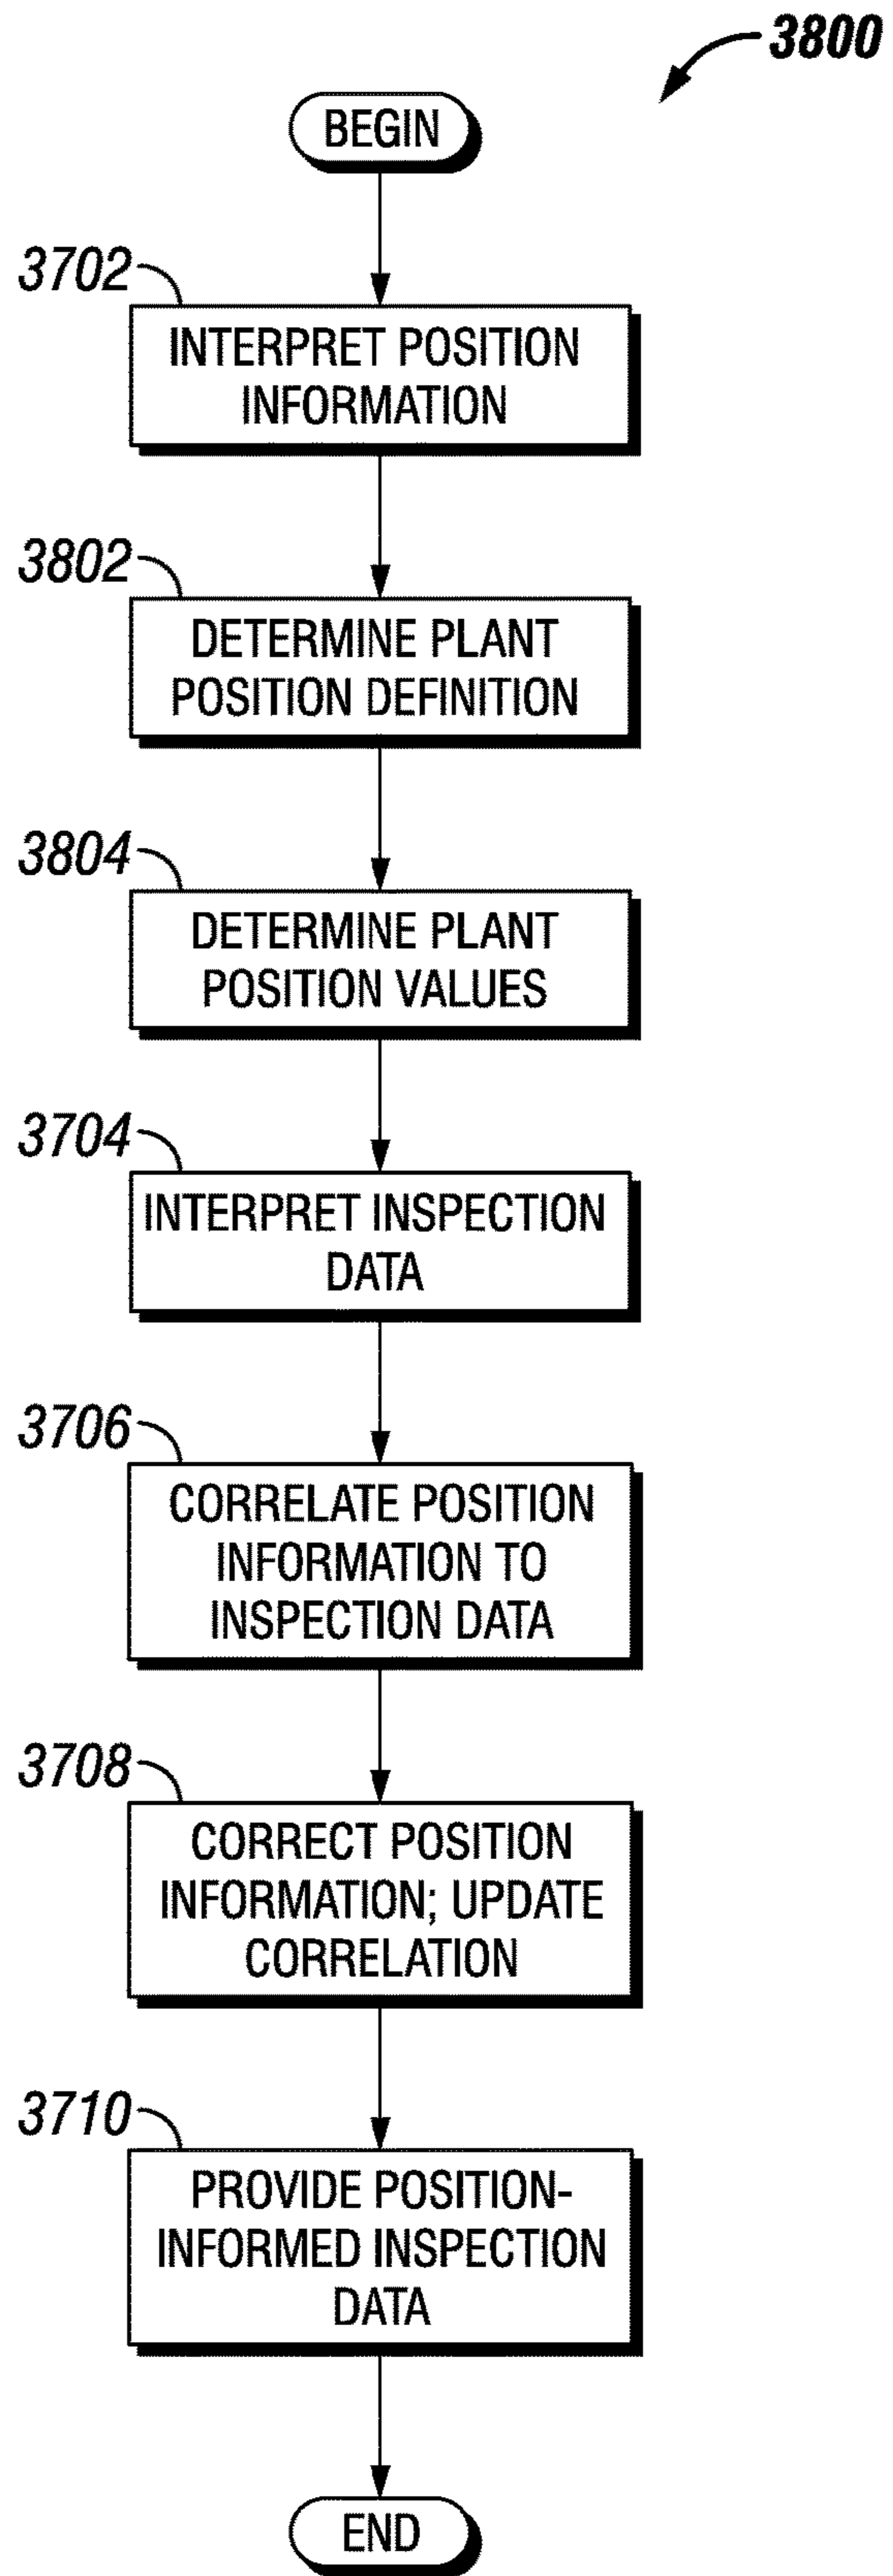 3800
BEGIN
3702
INTERPRET POSITION
INFORMATION
3802
DETERMINE PLANT
POSITION DEFINITION
3804
DETERMINE PLANT
POSITION VALUES
3704
INTERPRET INSPECTION
DATA
3706
CORRELATE POSITION
INFORMATION TO
INSPECTION DATA
3708
CORRECT POSITION
INFORMATION; UPDATE
CORRELATION
3710
PROVIDE POSITION-
INFORMED INSPECTION
DATA
END